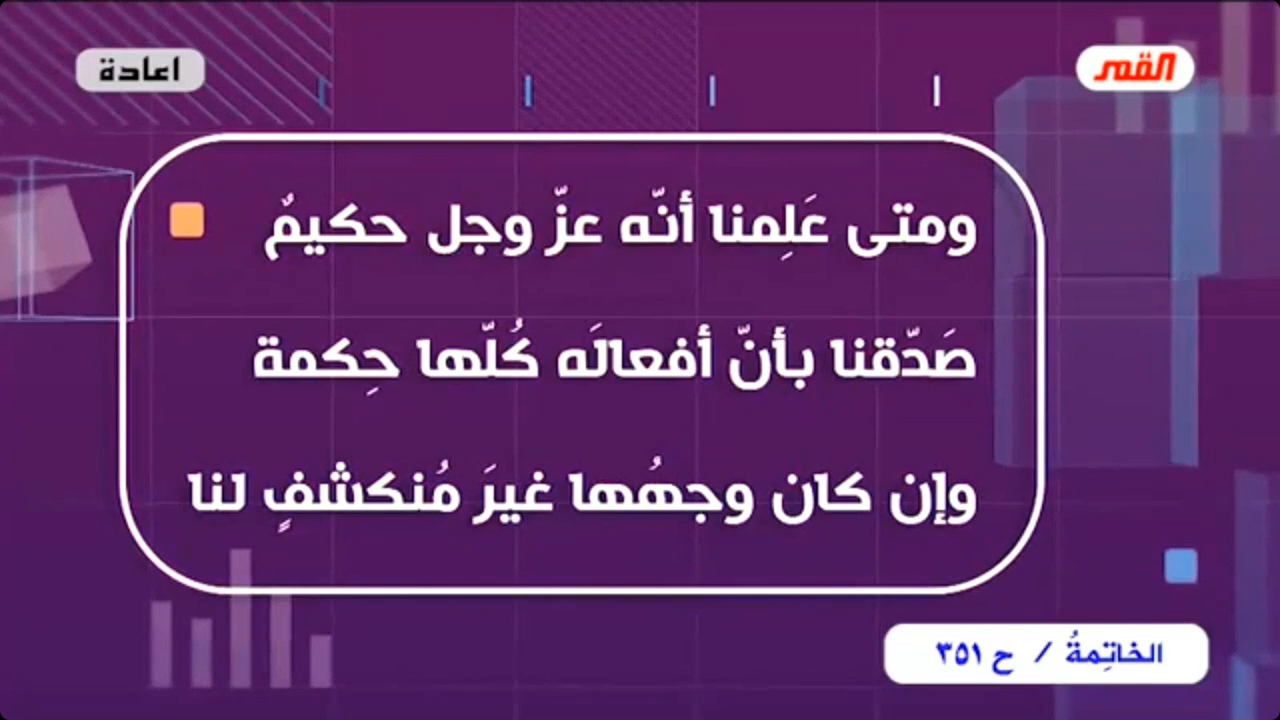 القمر
اعادة
ومتى عَلِمنا أنّه عزّ وجل حكيمٌ
صَدّقنا بأنّ أفعالَه كُلّها حِكمة
وإن كان وجهُها غيرَ مُنكشفٍ لنا
الخاتِمةُ / ح ٣٥١